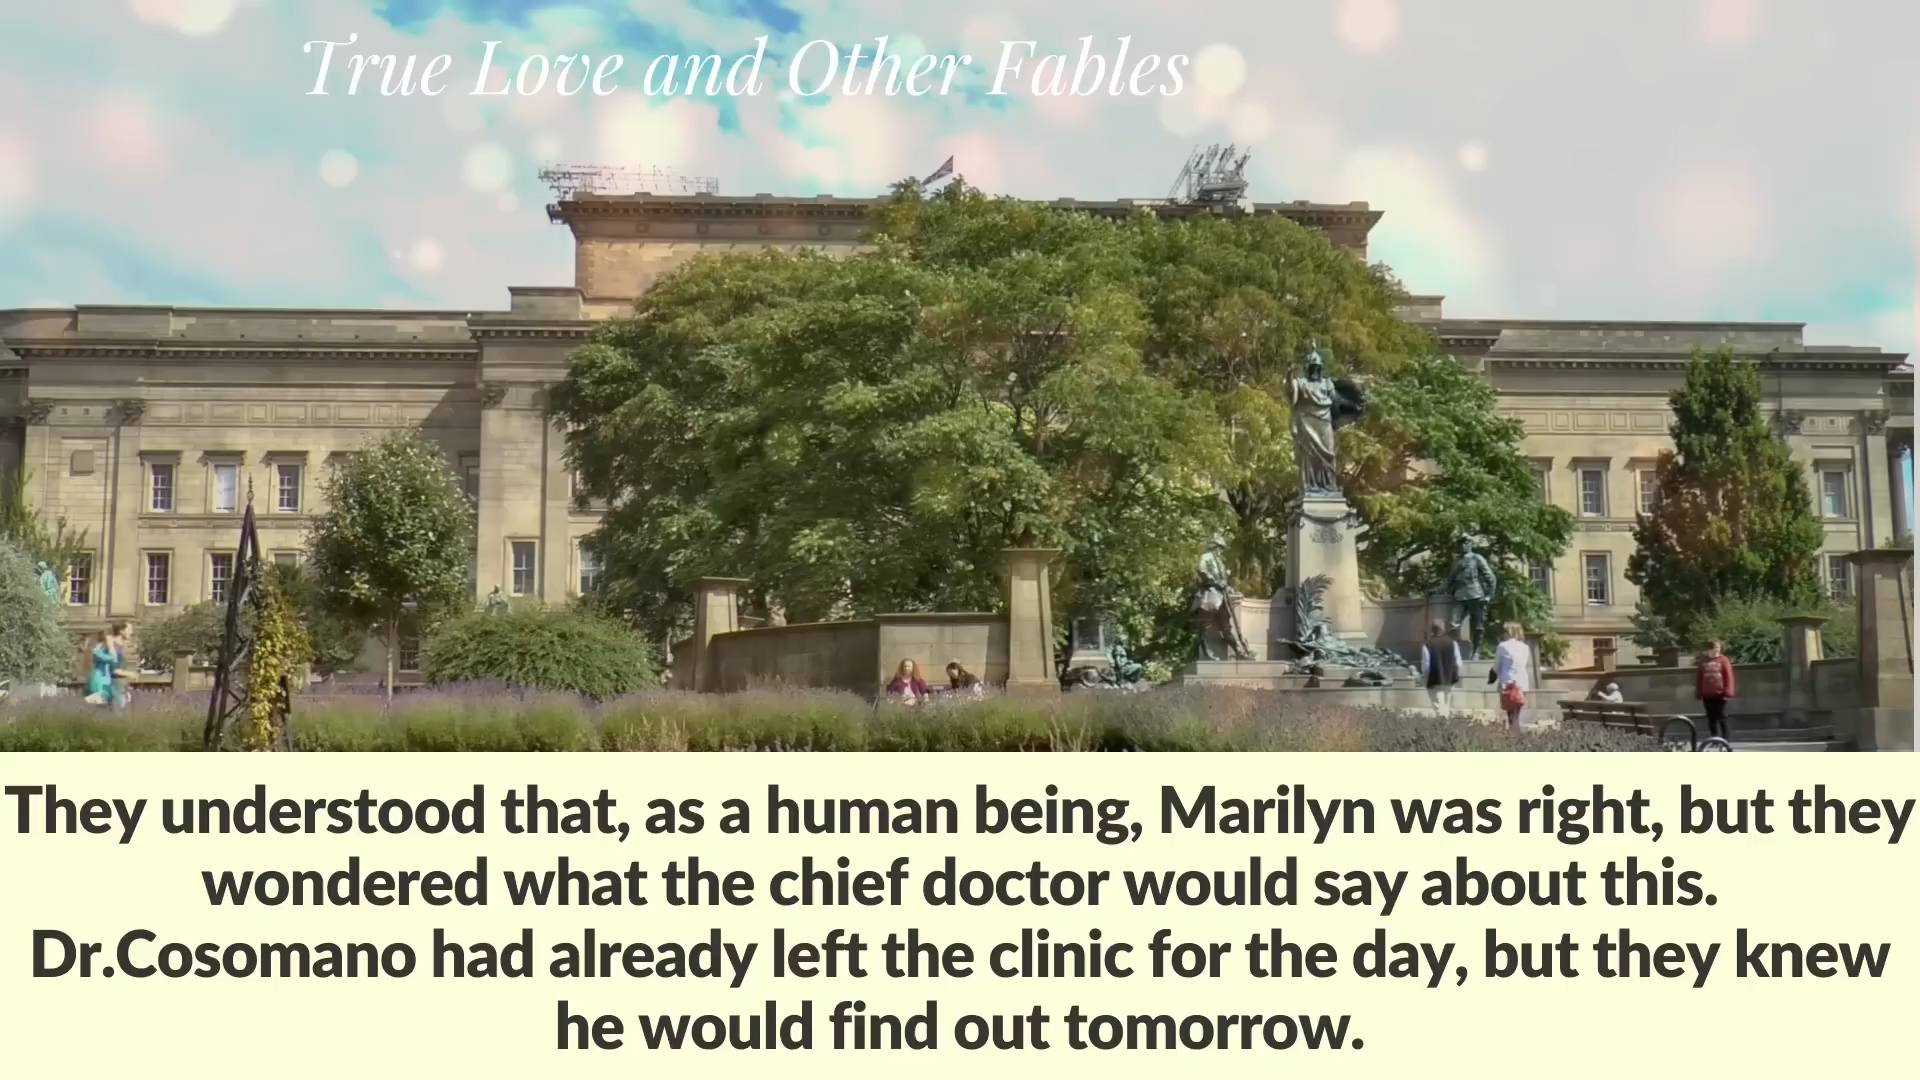 True Love and Other Fables
They understood that, as a human being, Marilyn was right, but they
wondered what the chief doctor would say about this.
Dr.Cosomano had already left the clinic for the day, but they knew
he would find out tomorrow.